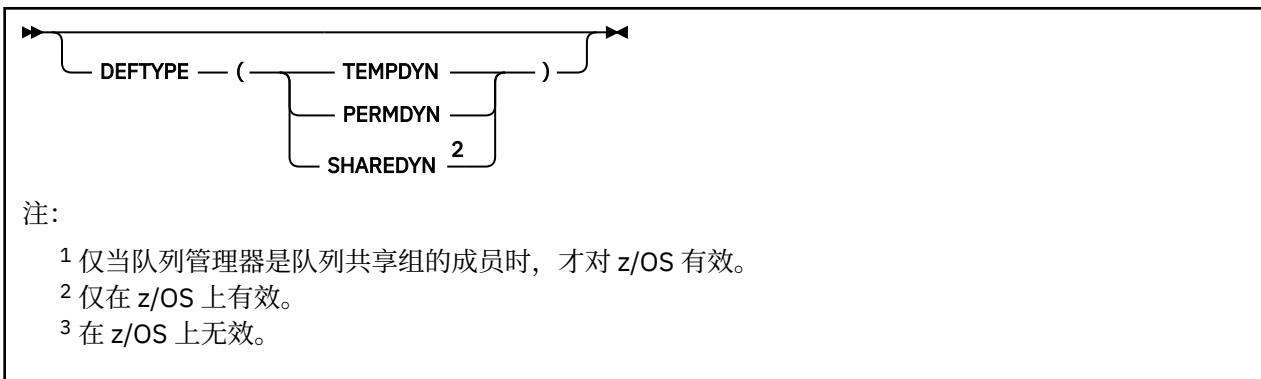 DEFTYPE ( TEMPDYN )
PERMDYN
SHAREDYN 2
注：
1 仅当队列管理器是队列共享组的成员时，才对 z/OS 有效。
2 仅在 z/OS 上有效。
3 在 z/OS 上无效。